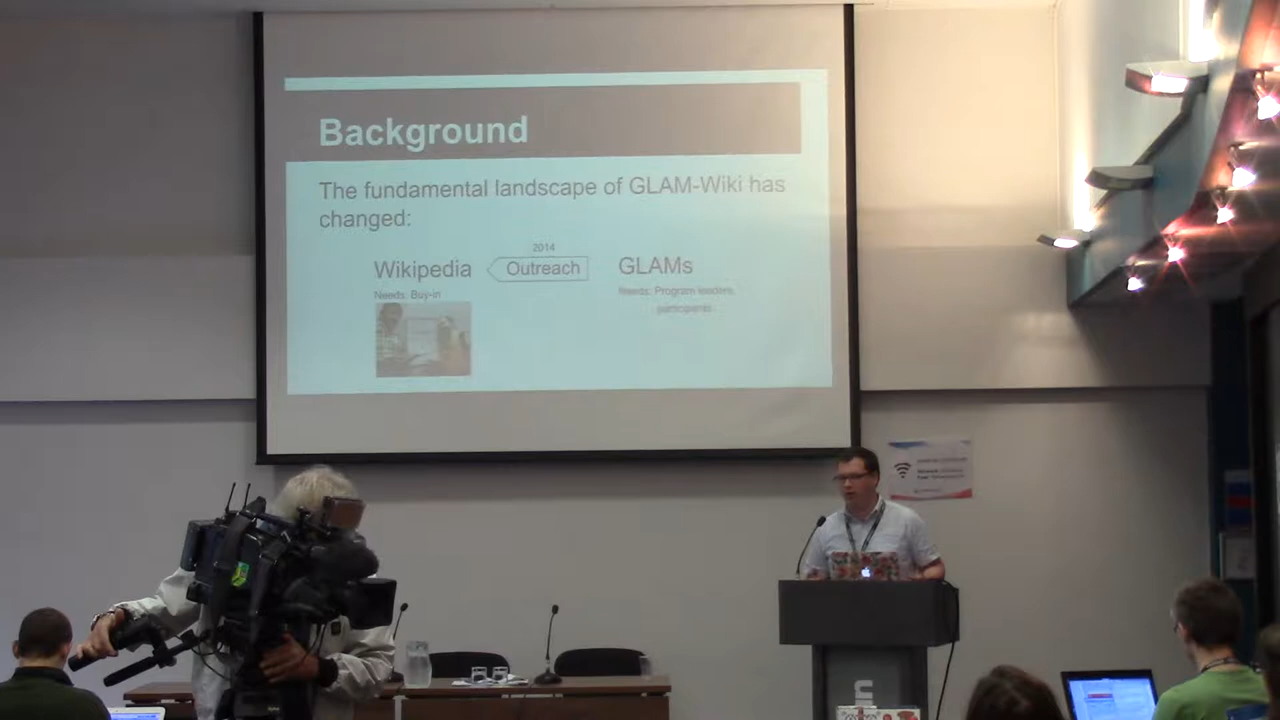 Background
The fundamental landscape of GLAM-Wiki has
changed:
2014
Wikipedia
Outreach
GLAMs
Needs: Buy-in
Needs: Program leaders,
participants